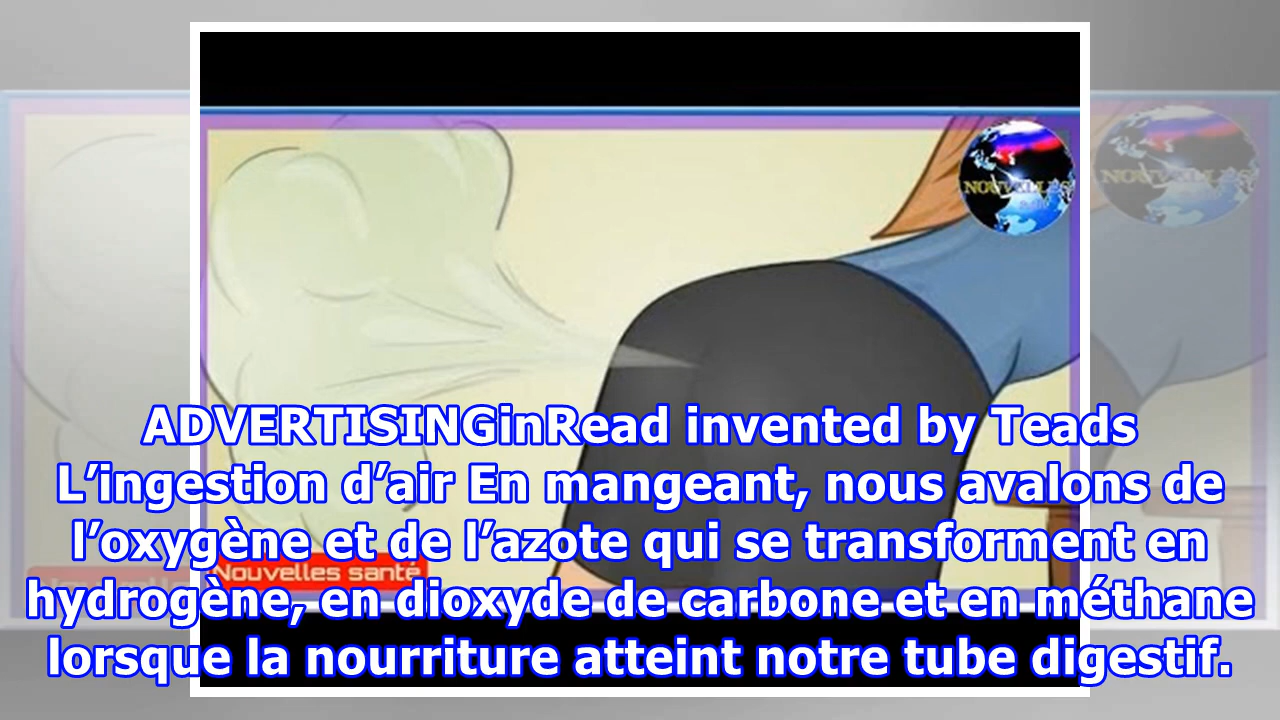 NOUVELLES
ADVERTISINGinRead invented by Teads
L’ingestion d’air En mangeant, nous avalons de
l’oxygène et de l’azote qui se transforment en
Nouvelles santé
hydrogène, en dioxyde de carbone et en méthane
lorsque la nourriture atteint notre tube digestif.